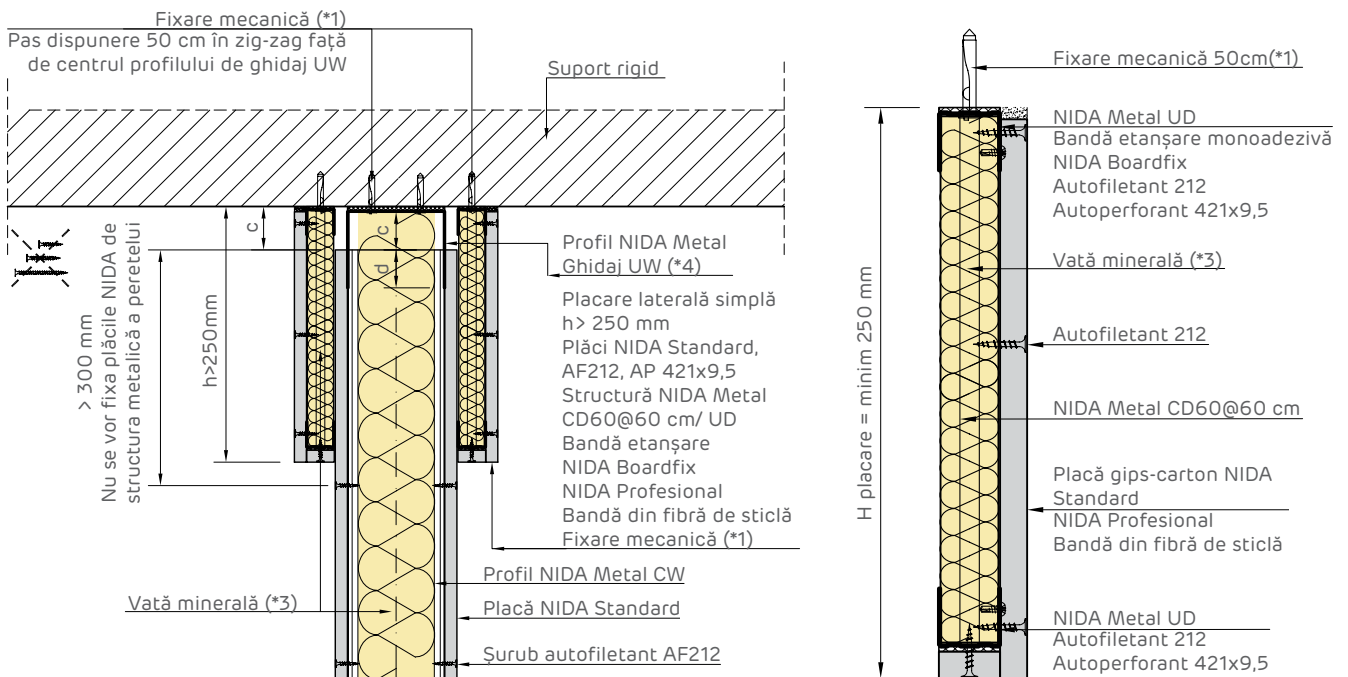 Fixare mecanică (*1)
Pas dispunere 50 cm în zig-zag față
de centrul profilului de ghidaj UW
Suport rigid
c
c
d
> 300 mm
Nu se vor fixa plăcile NIDA de
structura metalică a peretelui
h>250mm
Profil NIDA Metal
Ghidaj UW (*4)
Placare laterală simplă
h> 250 mm
Plăci NIDA Standard,
AF212, AP 421x9,5
Structură NIDA Metal
CD60@60 cm/ UD
Bandă etanșare
NIDA Boardfix
NIDA Profesional
Bandă din fibră de sticlă
Fixare mecanică (*1)
Profil NIDA Metal CW
Vată minerală (*3)
Placă NIDA Standard
Șurub autofiletant AF212
Fixare mecanică 50cm(*1)
NIDA Metal UD
Bandă etanșare monoadezivă
NIDA Boardfix
Autofiletant 212
Autoperforant 421x9,5
Vată minerală (*3)
Autofiletant 212
NIDA Metal CD60@60 cm
H placare = minim 250 mm
Placă gips-carton NIDA
Standard
NIDA Profesional
Bandă din fibră de sticlă
NIDA Metal UD
Autofiletant 212
Autoperforant 421x9,5